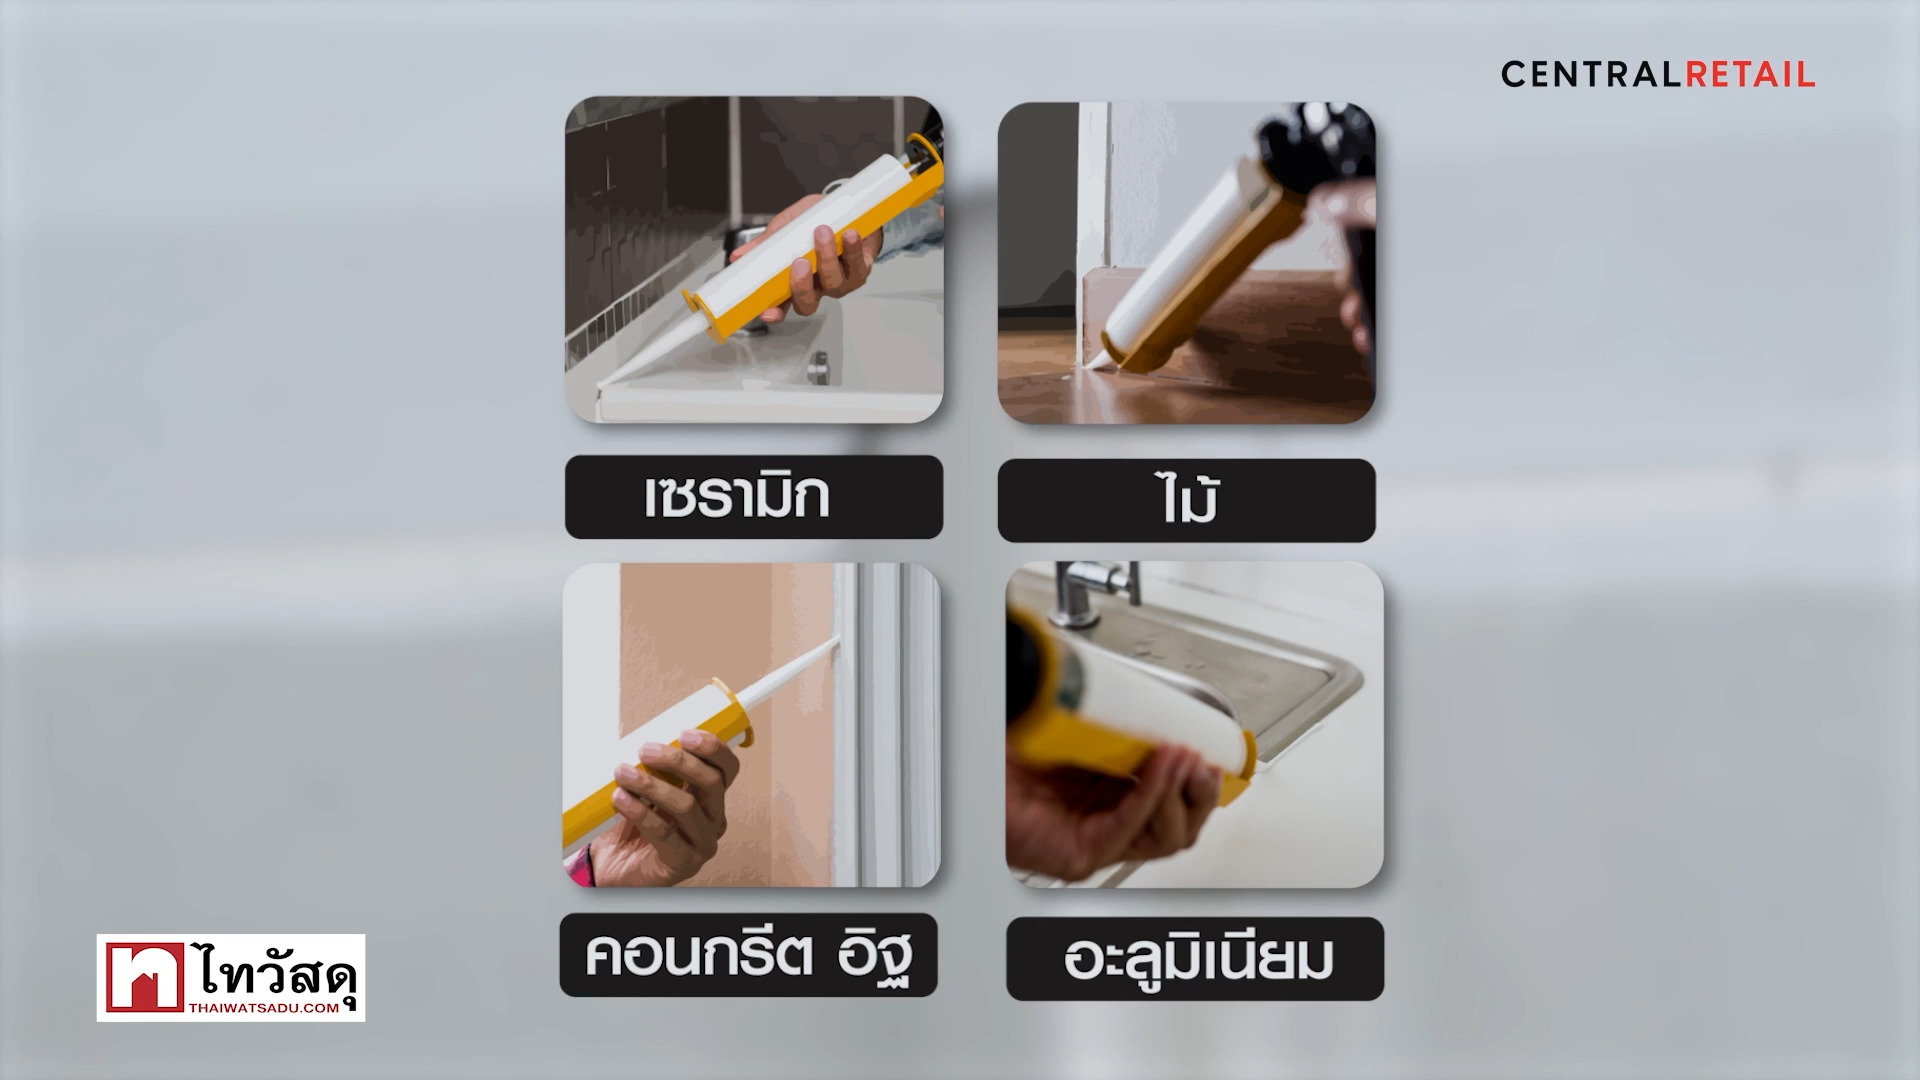 CENTRALRETAIL
เซรามิก
ไม้
คอนกรีต อิฐ
อะลูมิเนียม
ไทวัสดุ
THAIWATSADU.COM